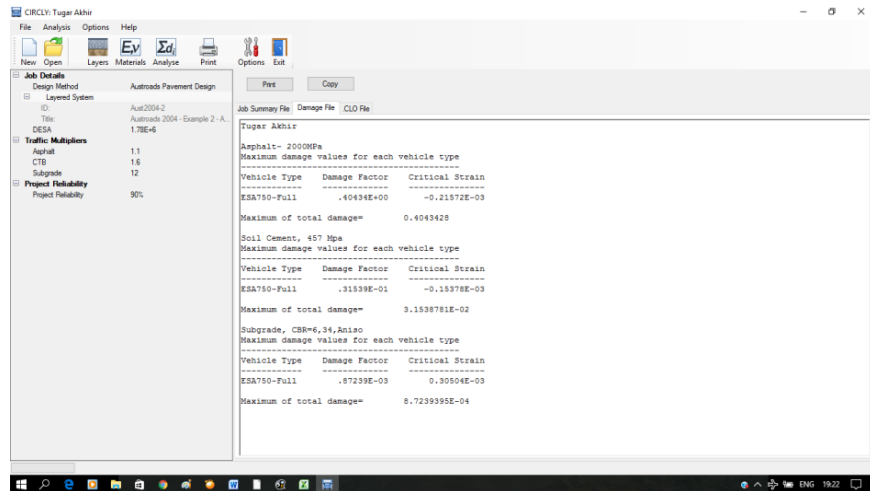 CIRCLY: Tugar Akhir
File Analysis Options Help
New Open Layers Materials Analyse Print Options Exit
E,v Σdᵢ
Job Details
Design Method Austroads Pavement Design
Layered System
ID: Aust2004-2
Title: Austroads 2004 - Example 2 - A...
DESA 1.78E+6
Traffic Multipliers
Asphalt 1.1
CTB 1.6
Subgrade 12
Project Reliability
Project Reliability 90%
Print Copy
Job Summary File Damage File .CLO File
Tugar Akhir
Asphalt- 2000MPa
Maximum damage values for each vehicle type
-------------------------------------------
Vehicle Type Damage Factor Critical Strain
------------ ------------- ---------------
ESA750-Full .40434E+00 -0.21572E-03
Maximum of total damage= 0.4043428
Soil Cement, 457 Mpa
Maximum damage values for each vehicle type
-------------------------------------------
Vehicle Type Damage Factor Critical Strain
------------ ------------- ---------------
ESA750-Full .31539E-01 -0.15378E-03
Maximum of total damage= 3.1538781E-02
Subgrade, CBR=6,34,Aniso
Maximum damage values for each vehicle type
-------------------------------------------
Vehicle Type Damage Factor Critical Strain
------------ ------------- ---------------
ESA750-Full .87239E-03 0.30504E-03
Maximum of total damage= 8.7239395E-04
ENG 19:22